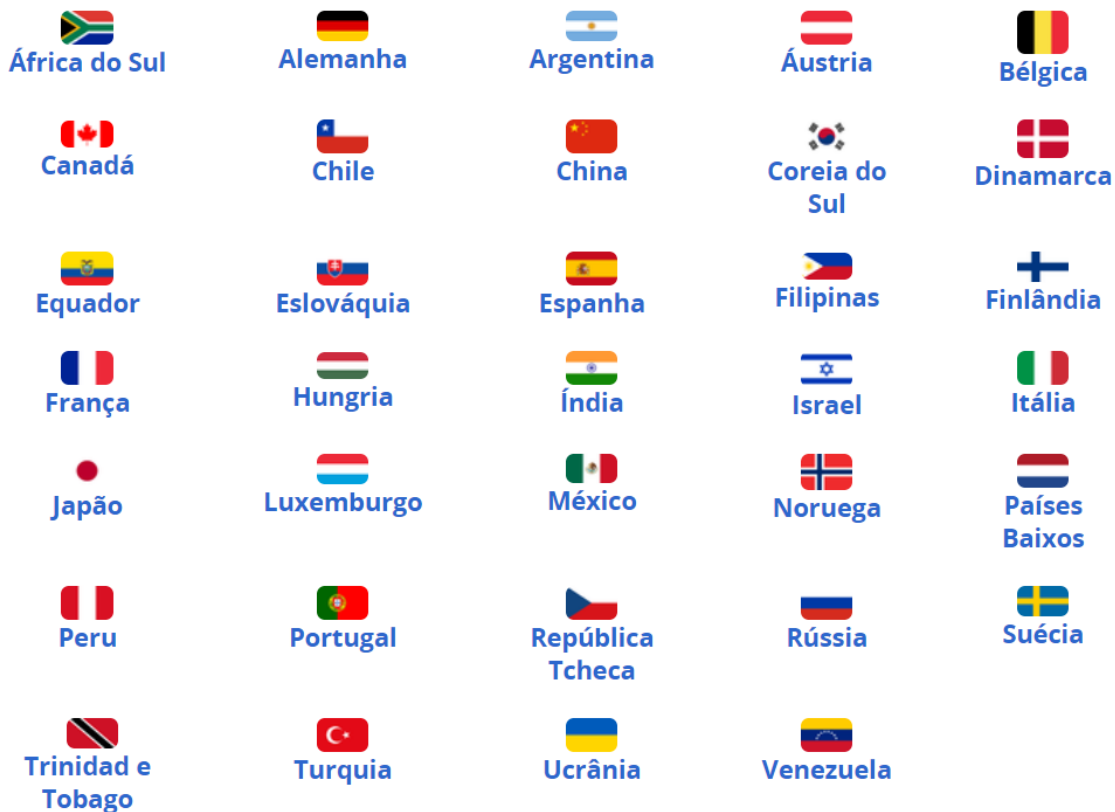 África do Sul
Alemanha
Argentina
Áustria
Bélgica
Canadá
Chile
China
Coreia do
Sul
Dinamarca
Equador
Eslováquia
Espanha
Filipinas
Finlândia
França
Hungria
Índia
Israel
Itália
Japão
Luxemburgo
México
Noruega
Países
Baixos
Peru
Portugal
República
Tcheca
Rússia
Suécia
Trinidad e
Tobago
Turquia
Ucrânia
Venezuela